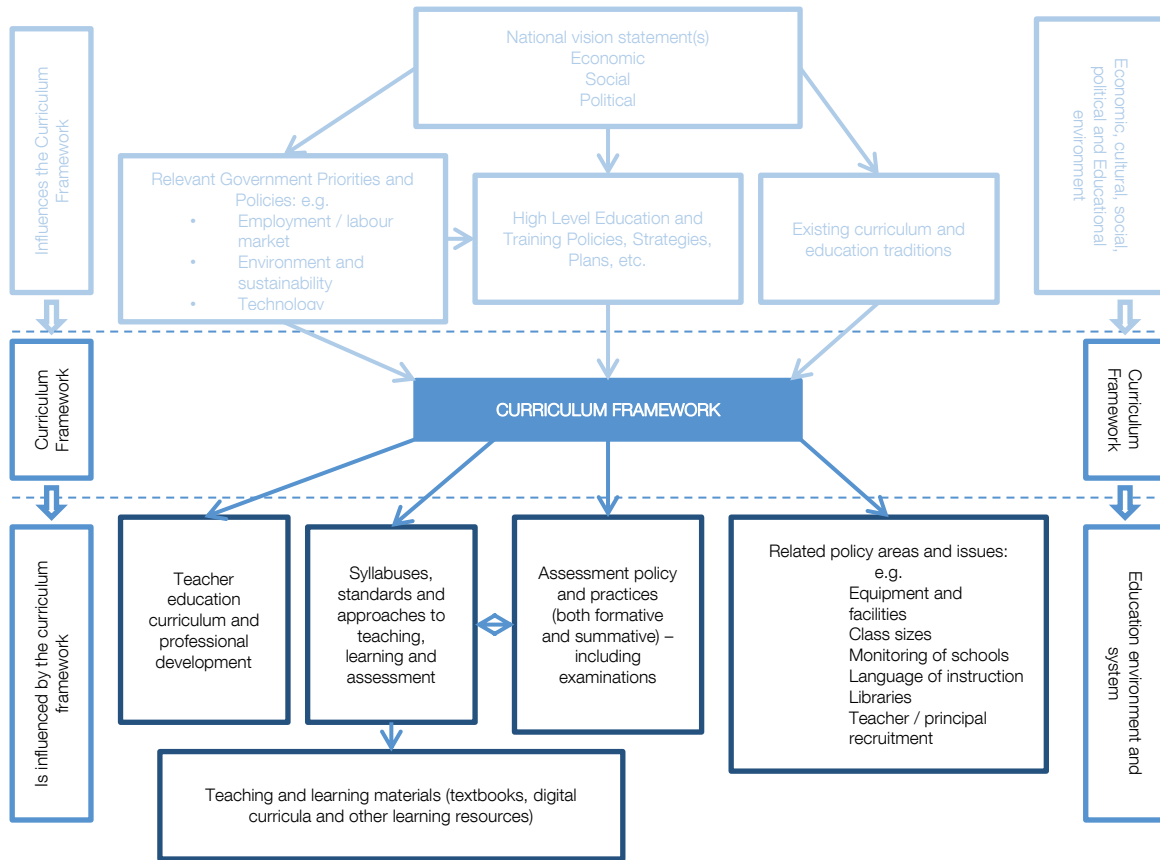 National vision statement(s)
Economic
Social
Political
Influences the Curriculum
Framework
Economic, cultural, social,
political and Educational
environment
Relevant Government Priorities and
Policies: e.g.
• Employment / labour
market
• Environment and
sustainability
• Technology
High Level Education and
Training Policies, Strategies,
Plans, etc.
Existing curriculum and
education traditions
Curriculum
Framework
CURRICULUM FRAMEWORK
Curriculum
Framework
Is influenced by the curriculum
framework
Teacher
education
curriculum and
professional
development
Syllabuses,
standards and
approaches to
teaching,
learning and
assessment
Assessment policy
and practices
(both formative
and summative) –
including
examinations
Related policy areas and issues:
e.g.
Equipment and
facilities
Class sizes
Monitoring of schools
Language of instruction
Libraries
Teacher / principal
recruitment
Education environment and
system
Teaching and learning materials (textbooks, digital
curricula and other learning resources)